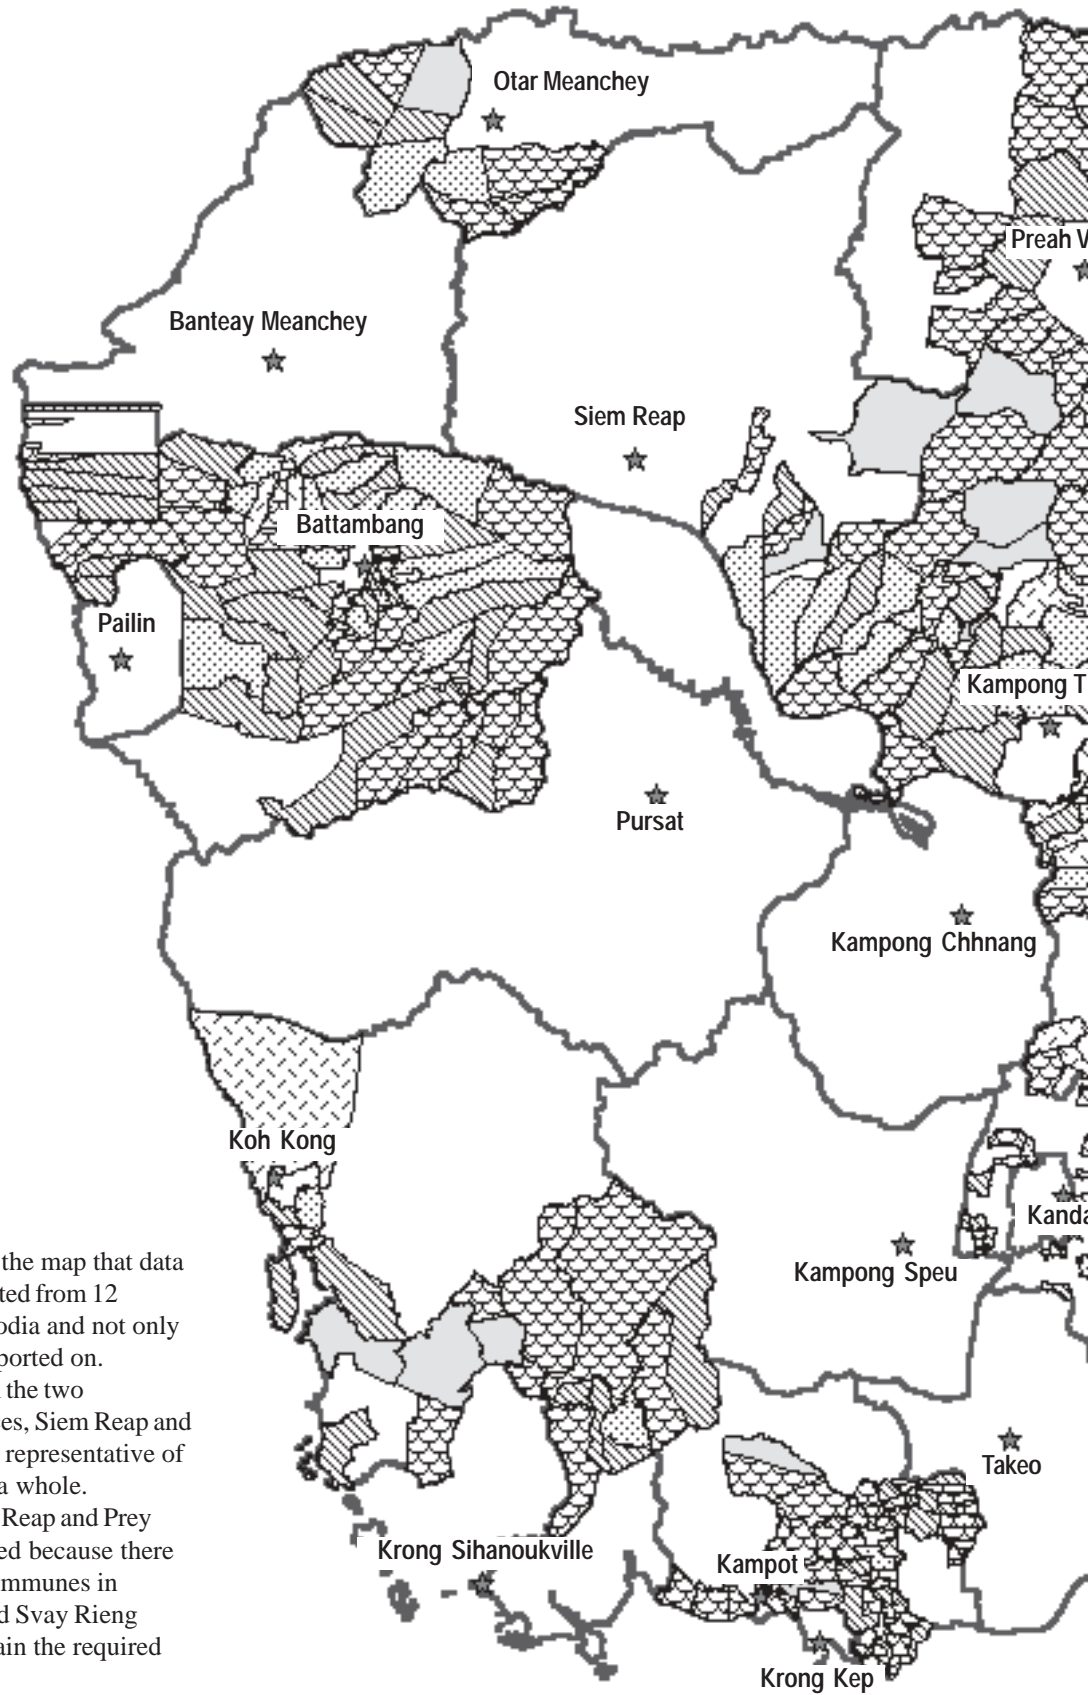 Otar Meanchey
Preah V
Banteay Meanchey
Siem Reap
Battambang
Pailin
Kampong T
Pursat
Kampong Chhnang
Koh Kong
Kanda
Kampong Speu
Takeo
Krong Sihanoukville
Kampot
Krong Kep
the map that data
ted from 12
odia and not only
ported on.
the two
es, Siem Reap and
representative of
a whole.
Reap and Prey
ed because there
mmunes in
d Svay Rieng
ain the required